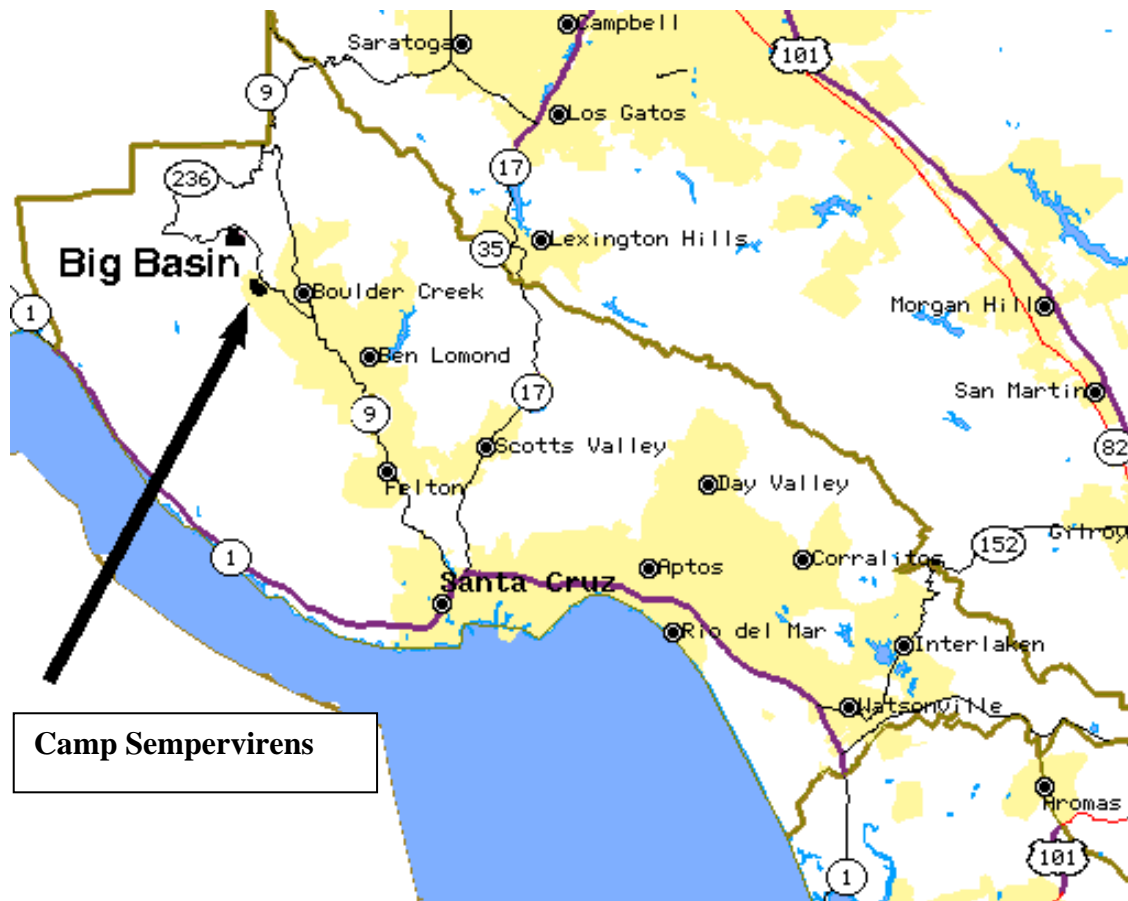 Campbell
Saratoga
101
9
Los Gatos
17
236
35
Lexington Hills
Big Basin
Boulder Creek
Morgan Hill
1
Ben Lomond
San Martin
17
9
82
Scotts Valley
Felton
Day Valley
152
Gilroy
1
Corralitos
Aptos
Santa Cruz
Rio del Mar
Interlaken
Watsonville
Camp Sempervirens
Aromas
101
1